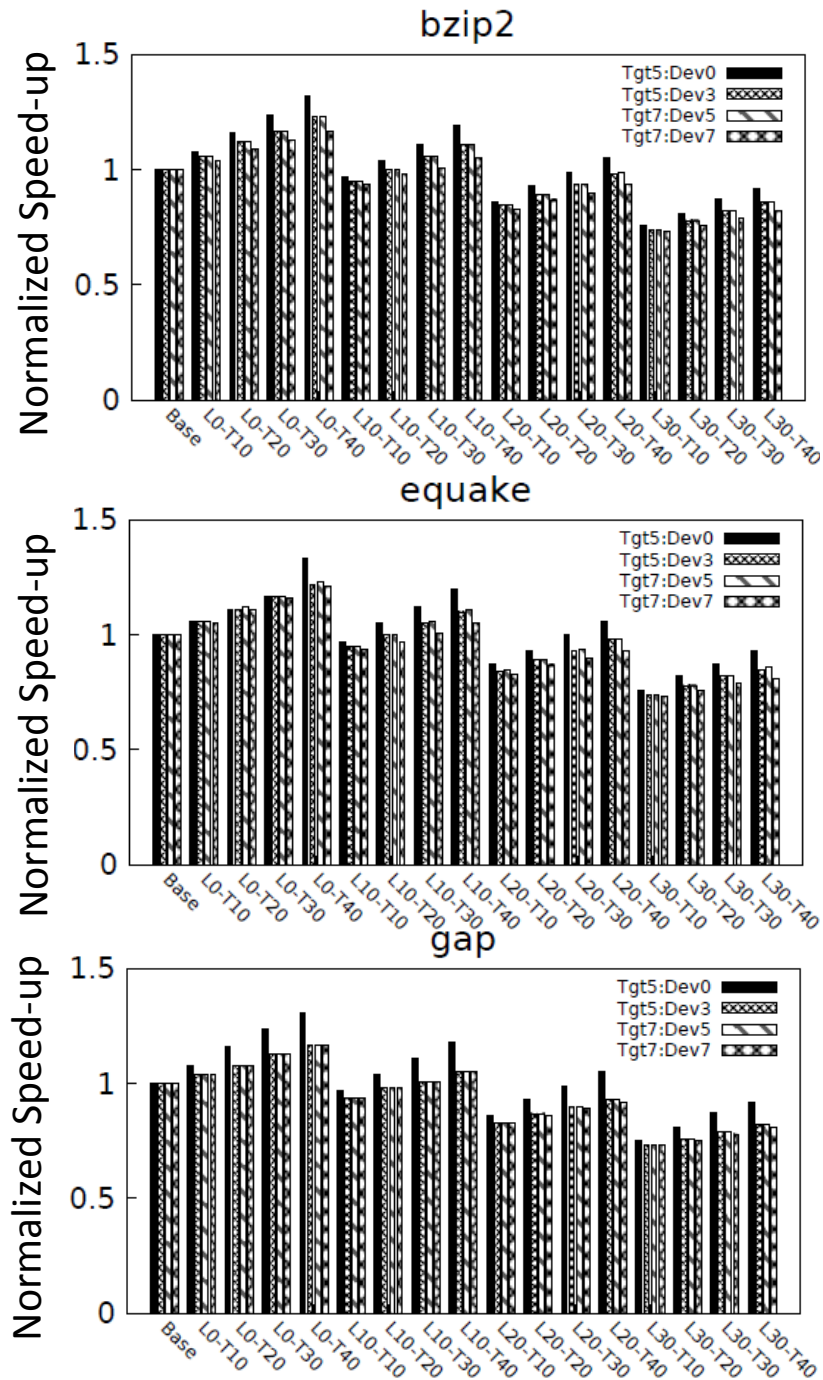 bzip2
Normalized Speed-up
1.5
1
0.5
0
Tgt5:Dev0
Tgt5:Dev3
Tgt7:Dev5
Tgt7:Dev7
Base
L0-T10
L0-T20
L0-T30
L0-T40
L10-T10
L10-T20
L10-T30
L10-T40
L20-T10
L20-T20
L20-T30
L20-T40
L30-T10
L30-T20
L30-T30
L30-T40
equake
Normalized Speed-up
1.5
1
0.5
0
Tgt5:Dev0
Tgt5:Dev3
Tgt7:Dev5
Tgt7:Dev7
Base
L0-T10
L0-T20
L0-T30
L0-T40
L10-T10
L10-T20
L10-T30
L10-T40
L20-T10
L20-T20
L20-T30
L20-T40
L30-T10
L30-T20
L30-T30
L30-T40
gap
Normalized Speed-up
1.5
1
0.5
0
Tgt5:Dev0
Tgt5:Dev3
Tgt7:Dev5
Tgt7:Dev7
Base
L0-T10
L0-T20
L0-T30
L0-T40
L10-T10
L10-T20
L10-T30
L10-T40
L20-T10
L20-T20
L20-T30
L20-T40
L30-T10
L30-T20
L30-T30
L30-T40